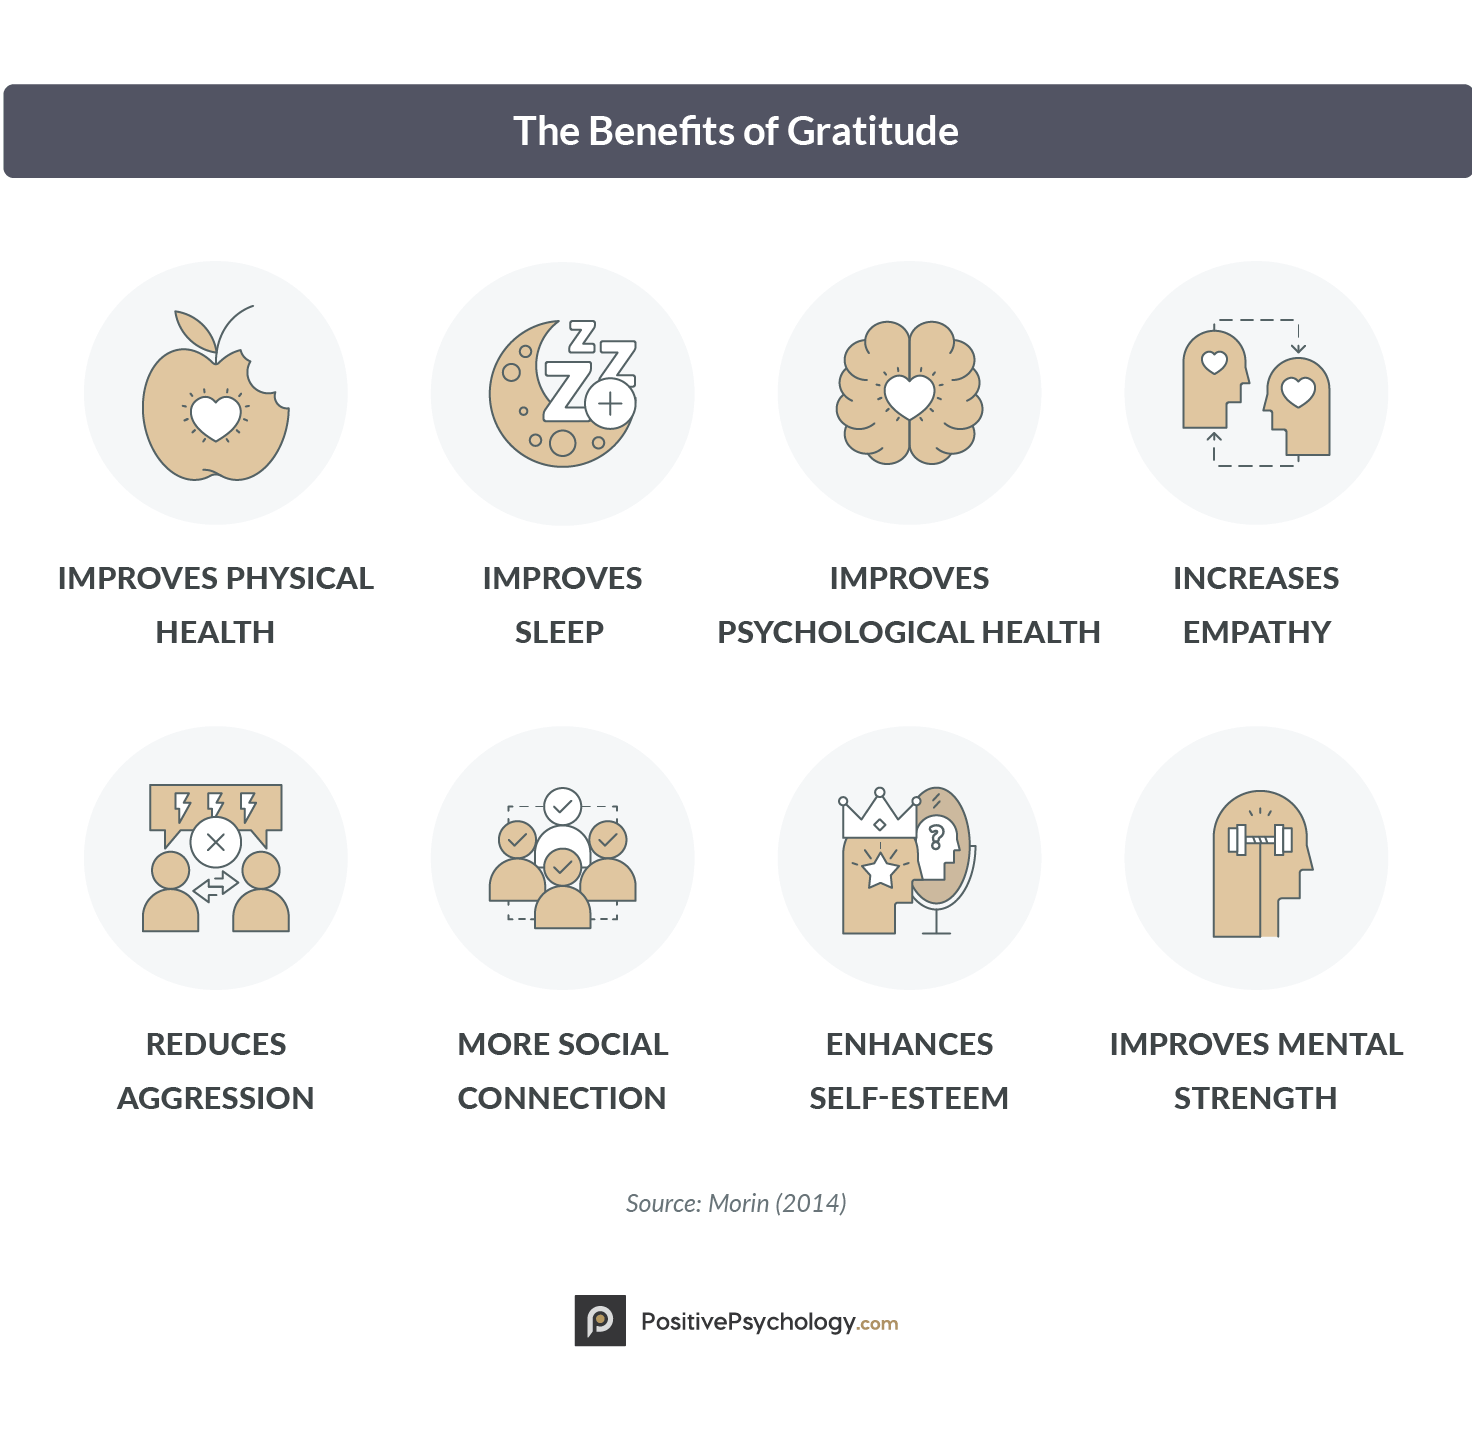 The Benefits of Gratitude
IMPROVES PHYSICAL
HEALTH
IMPROVES
SLEEP
IMPROVES
PSYCHOLOGICAL HEALTH
INCREASES
EMPATHY
REDUCES
AGGRESSION
MORE SOCIAL
CONNECTION
ENHANCES
SELF-ESTEEM
IMPROVES MENTAL
STRENGTH
Source: Morin (2014)
PositivePsychology.com